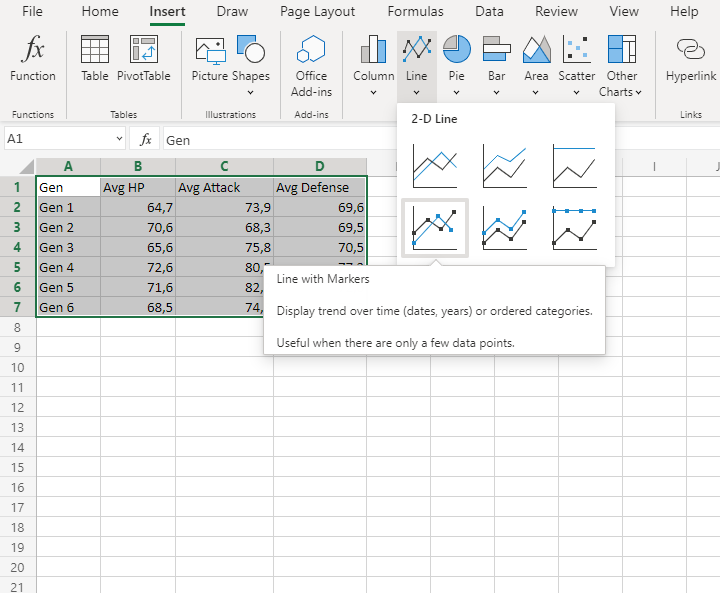 File Home Insert Draw Page Layout Formulas Data Review View Help
fx
Function Table PivotTable Picture Shapes Office Add-ins Column Line Pie Bar Area Scatter Other Charts Hyperlink
Functions Tables Illustrations Add-ins Links
2-D Line
A1 fx Gen
A B C D I J
1 Gen Avg HP Avg Attack Avg Defense
2 Gen 1 64,7 73,9 69,6
3 Gen 2 70,6 68,3 69,5
4 Gen 3 65,6 75,8 70,5
5 Gen 4 72,6 80,
6 Gen 5 71,6 82,
7 Gen 6 68,5 74,
Line with Markers
Display trend over time (dates, years) or ordered categories.
Useful when there are only a few data points.
8
9
10
11
12
13
14
15
16
17
18
19
20
21